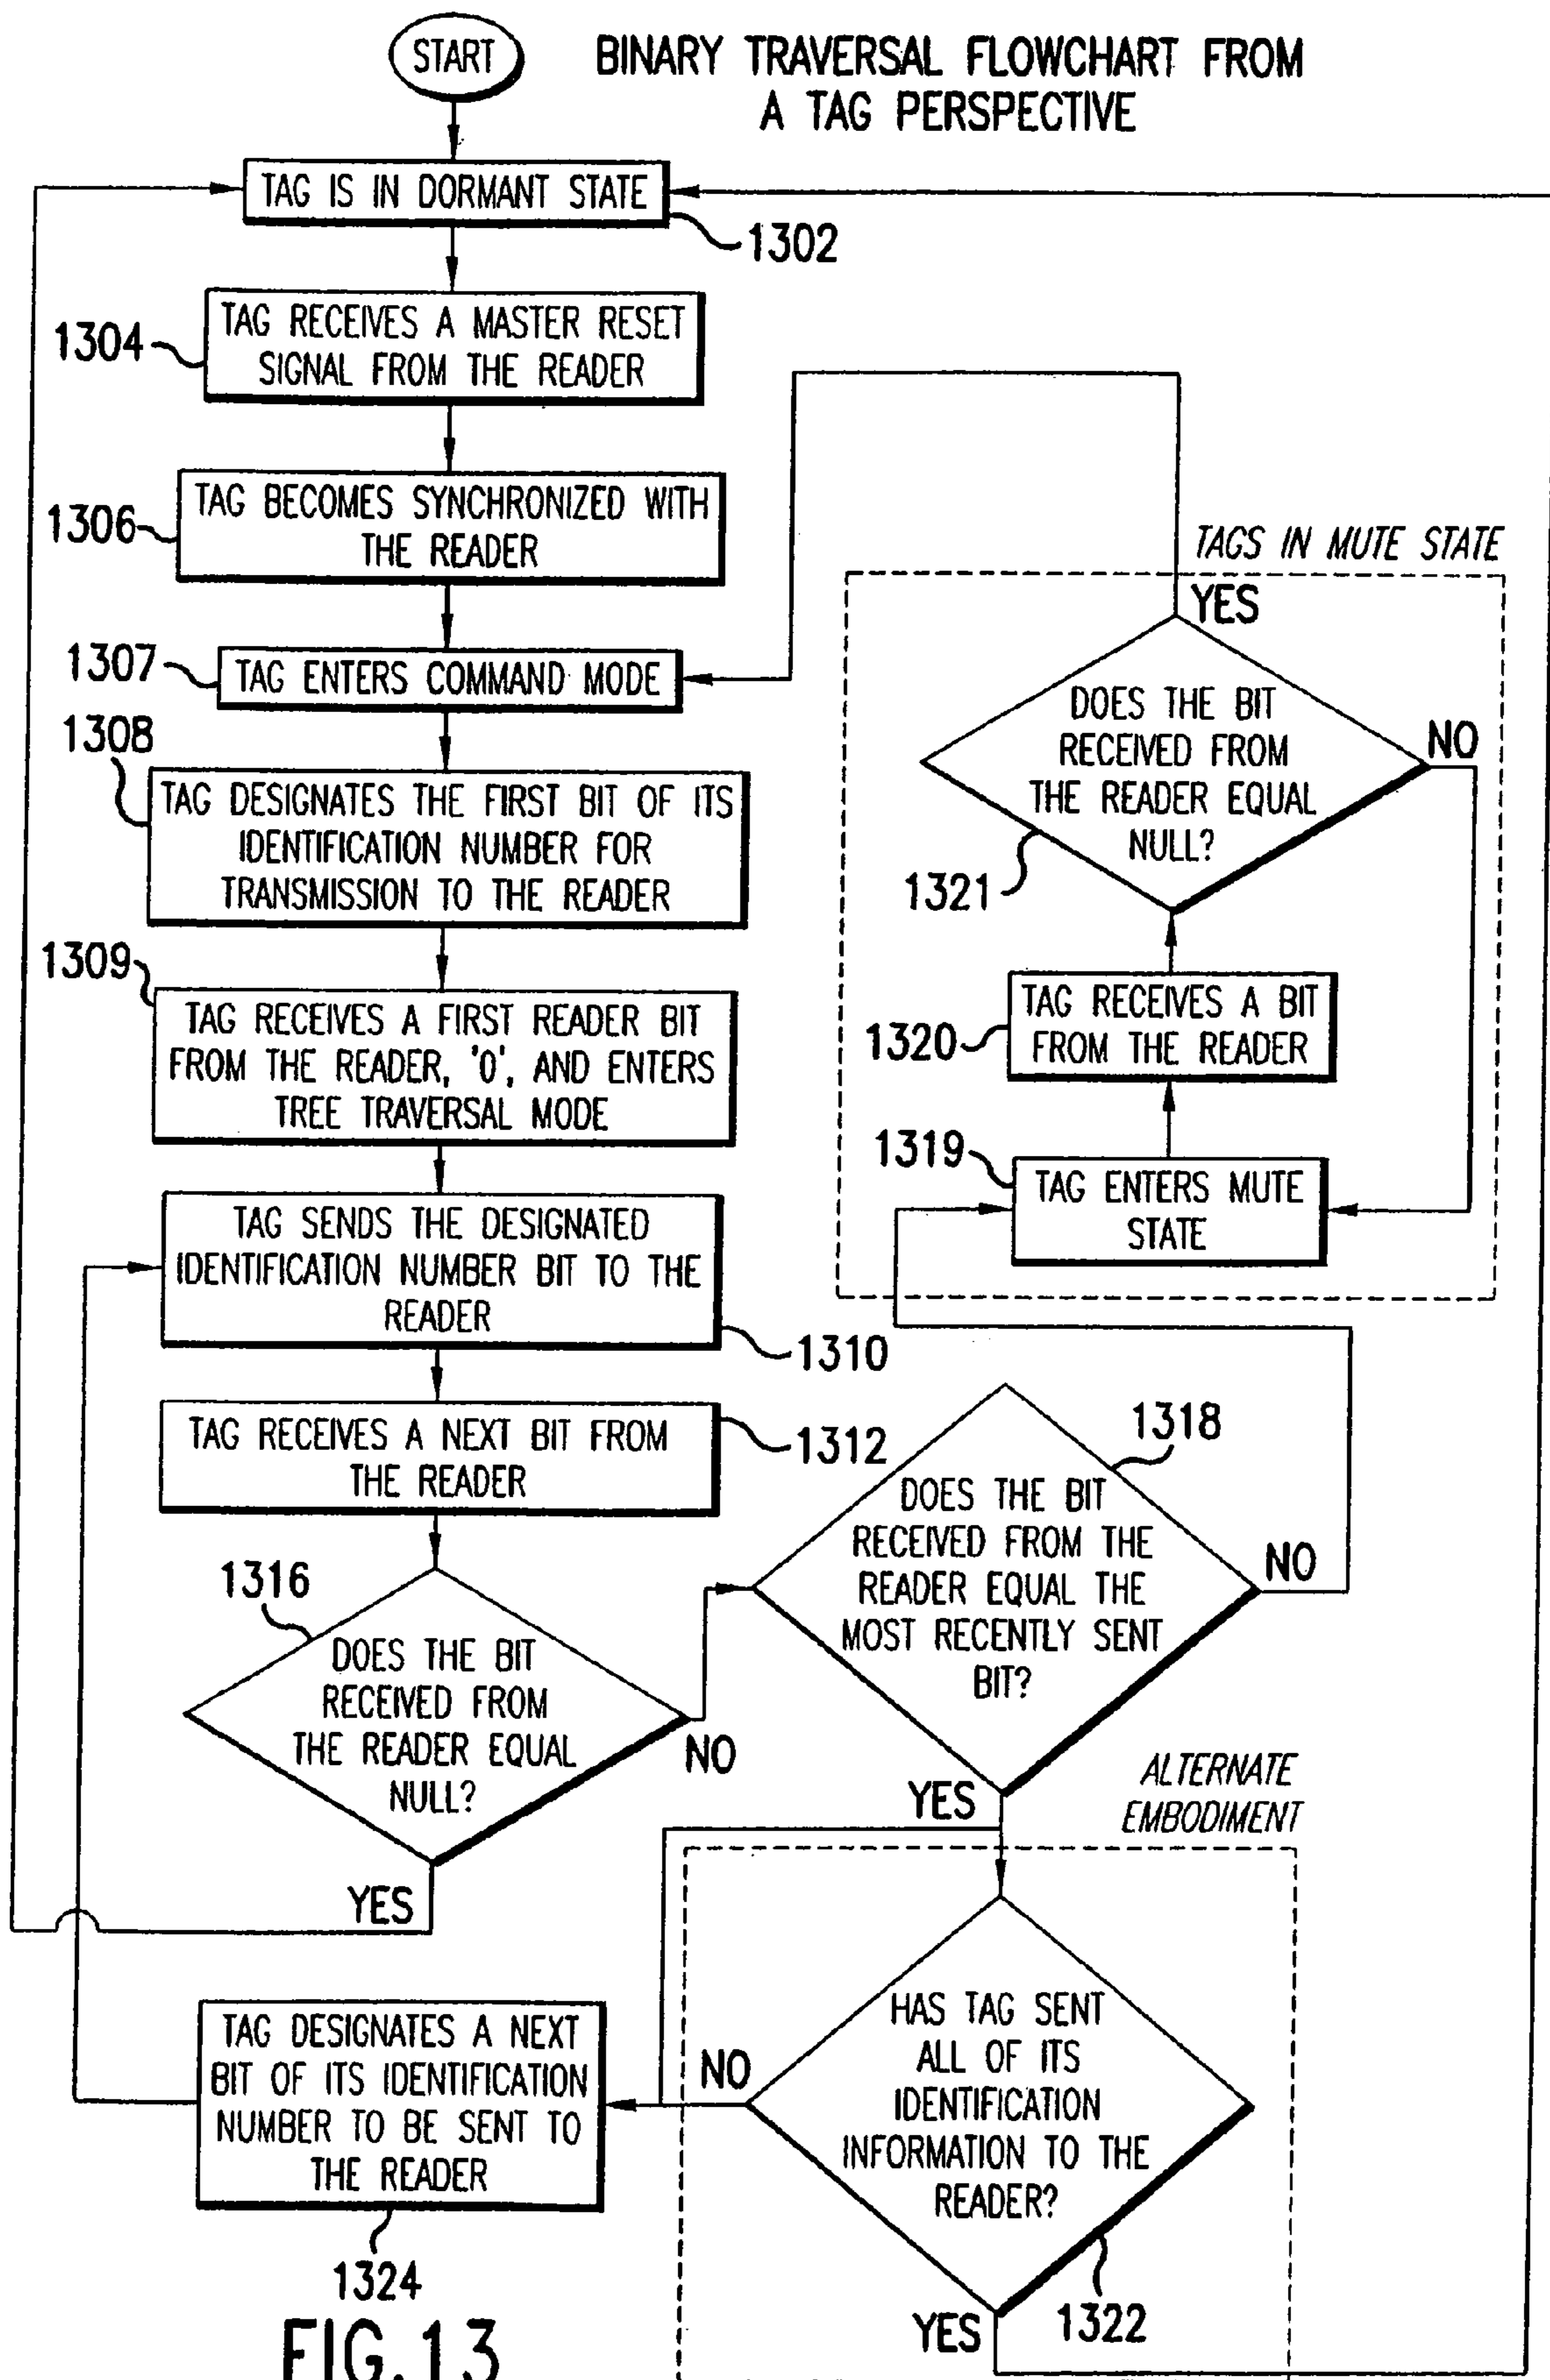 START
BINARY TRAVERSAL FLOWCHART FROM
A TAG PERSPECTIVE
TAG IS IN DORMANT STATE
1302
TAG RECEIVES A MASTER RESET
SIGNAL FROM THE READER
1304
TAG BECOMES SYNCHRONIZED WITH
THE READER
1306
TAG ENTERS COMMAND MODE
1307
1308
TAG DESIGNATES THE FIRST BIT OF ITS
IDENTIFICATION NUMBER FOR
TRANSMISSION TO THE READER
1309
TAG RECEIVES A FIRST READER BIT
FROM THE READER, '0', AND ENTERS
TREE TRAVERSAL MODE
TAG SENDS THE DESIGNATED
IDENTIFICATION NUMBER BIT TO THE
READER
1310
TAG RECEIVES A NEXT BIT FROM
THE READER
1312
1316
DOES THE BIT
RECEIVED FROM
THE READER EQUAL
NULL?
NO
YES
1318
DOES THE BIT
RECEIVED FROM THE
READER EQUAL THE
MOST RECENTLY SENT
BIT?
NO
YES
TAGS IN MUTE STATE
YES
DOES THE BIT
RECEIVED FROM
THE READER EQUAL
NULL?
NO
1321
TAG RECEIVES A BIT
FROM THE READER
1320
1319
TAG ENTERS MUTE
STATE
ALTERNATE
EMBODIMENT
HAS TAG SENT
ALL OF ITS
IDENTIFICATION
INFORMATION TO THE
READER?
NO
YES
1322
TAG DESIGNATES A NEXT
BIT OF ITS IDENTIFICATION
NUMBER TO BE SENT TO
THE READER
1324
FIG.13